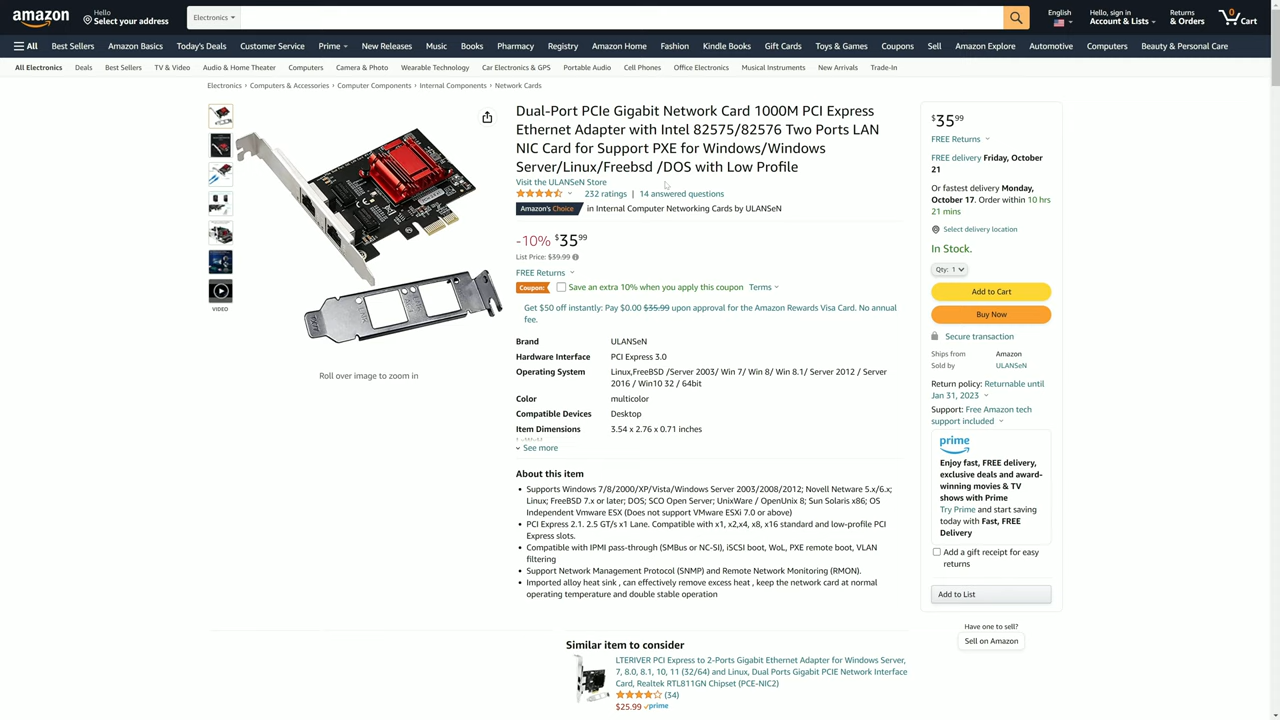 amazon
Hello
Select your address
Electronics
English
Hello, sign in
Account & Lists
Returns
& Orders
0
Cart
All
Best Sellers
Amazon Basics
Today's Deals
Customer Service
Prime
New Releases
Music
Books
Pharmacy
Registry
Amazon Home
Fashion
Kindle Books
Gift Cards
Toys & Games
Coupons
Sell
Amazon Explore
Automotive
Computers
Beauty & Personal Care
All Electronics
Deals
Best Sellers
TV & Video
Audio & Home Theater
Computers
Camera & Photo
Wearable Technology
Car Electronics & GPS
Portable Audio
Cell Phones
Office Electronics
Musical Instruments
New Arrivals
Trade-In
Electronics › Computers & Accessories › Computer Components › Internal Components › Network Cards
VIDEO
Roll over image to zoom in
Dual-Port PCIe Gigabit Network Card 1000M PCI Express
Ethernet Adapter with Intel 82575/82576 Two Ports LAN
NIC Card for Support PXE for Windows/Windows
Server/Linux/Freebsd /DOS with Low Profile
Visit the ULANSeN Store
232 ratings | 14 answered questions
Amazon's Choice in Internal Computer Networking Cards by ULANSeN
-10% $35 99
List Price: $39.99
FREE Returns
Coupon: Save an extra 10% when you apply this coupon Terms
Get $50 off instantly: Pay $0.00 $35.99 upon approval for the Amazon Rewards Visa Card. No annual
fee.
Brand ULANSeN
Hardware Interface PCI Express 3.0
Operating System Linux,FreeBSD /Server 2003/ Win 7/ Win 8/ Win 8.1/ Server 2012 / Server
2016 / Win10 32 / 64bit
Color multicolor
Compatible Devices Desktop
Item Dimensions 3.54 x 2.76 x 0.71 inches
See more
About this item
• Supports Windows 7/8/2000/XP/Vista/Windows Server 2003/2008/2012; Novell Netware 5.x/6.x;
Linux; FreeBSD 7.x or later; DOS; SCO Open Server; UnixWare / OpenUnix 8; Sun Solaris x86; OS
Independent Vmware ESX (Does not support VMware ESXi 7.0 or above)
• PCI Express 2.1. 2.5 GT/s x1 Lane. Compatible with x1, x2,x4, x8, x16 standard and low-profile PCI
Express slots.
• Compatible with IPMI pass-through (SMBus or NC-SI), iSCSI boot, WoL, PXE remote boot, VLAN
filtering
• Support Network Management Protocol (SNMP) and Remote Network Monitoring (RMON).
• Imported alloy heat sink , can effectively remove excess heat , keep the network card at normal
operating temperature and double stable operation
Similar item to consider
LTERIVER PCI Express to 2-Ports Gigabit Ethernet Adapter for Windows Server,
7, 8.0, 8.1, 10, 11 (32/64) and Linux, Dual Ports Gigabit PCIE Network Interface
Card, Realtek RTL811GN Chipset (PCE-NIC2)
(34)
$25.99 prime
$35 99
FREE Returns
FREE delivery Friday, October
21
Or fastest delivery Monday,
October 17. Order within 10 hrs
21 mins
Select delivery location
In Stock.
Qty: 1
Add to Cart
Buy Now
Secure transaction
Ships from Amazon
Sold by ULANSeN
Return policy: Returnable until
Jan 31, 2023
Support: Free Amazon tech
support included
prime
Enjoy fast, FREE delivery,
exclusive deals and award-
winning movies & TV
shows with Prime
Try Prime and start saving
today with Fast, FREE
Delivery
Add a gift receipt for easy
returns
Add to List
Have one to sell?
Sell on Amazon